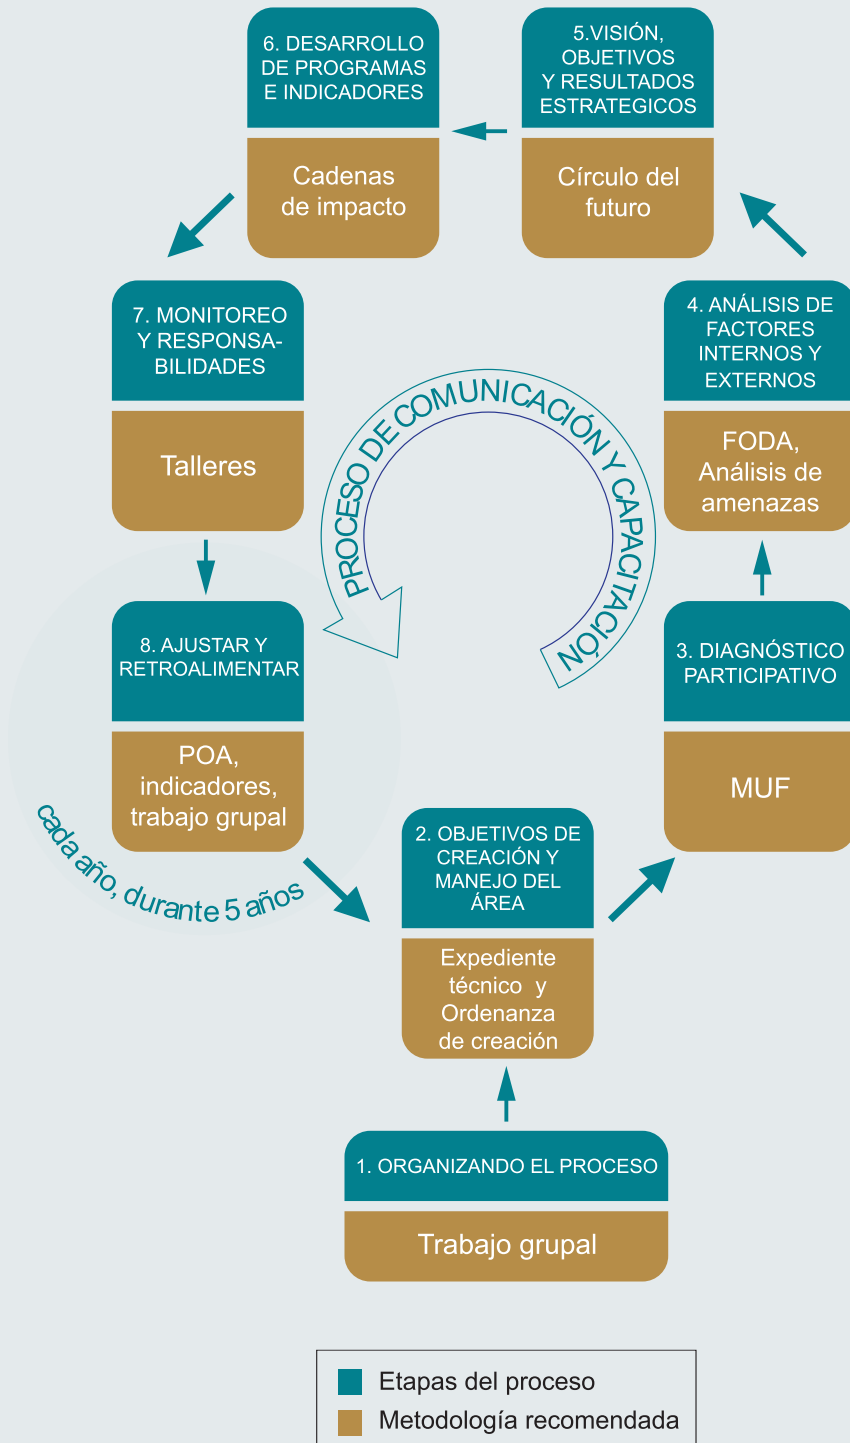 6. DESARROLLO
DE PROGRAMAS
E INDICADORES
Cadenas
de impacto
5.VISIÓN,
OBJETIVOS
Y RESULTADOS
ESTRATEGICOS
Círculo del
futuro
7. MONITOREO
Y RESPONSA-
BILIDADES
Talleres
4. ANÁLISIS DE
FACTORES
INTERNOS Y
EXTERNOS
FODA,
Análisis de
amenazas
PROCESO DE COMUNICACIÓN Y CAPACITACIÓN
8. AJUSTAR Y
RETROALIMENTAR
POA,
indicadores,
trabajo grupal
cada año, durante 5 años
3. DIAGNÓSTICO
PARTICIPATIVO
MUF
2. OBJETIVOS DE
CREACIÓN Y
MANEJO DEL
ÁREA
Expediente
técnico y
Ordenanza
de creación
1. ORGANIZANDO EL PROCESO
Trabajo grupal
Etapas del proceso
Metodología recomendada